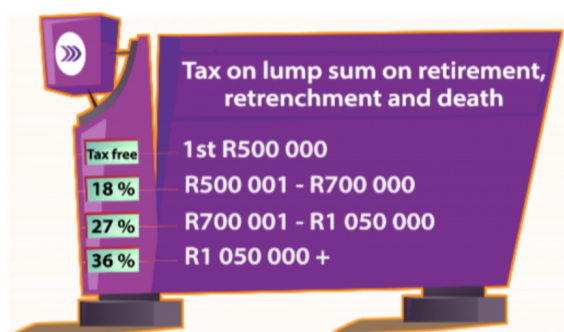 Tax on lump sum on retirement,
retrenchment and death
Tax free 1st R500 000
18 % R500 001 - R700 000
27 % R700 001 - R1 050 000
36 % R1 050 000 +